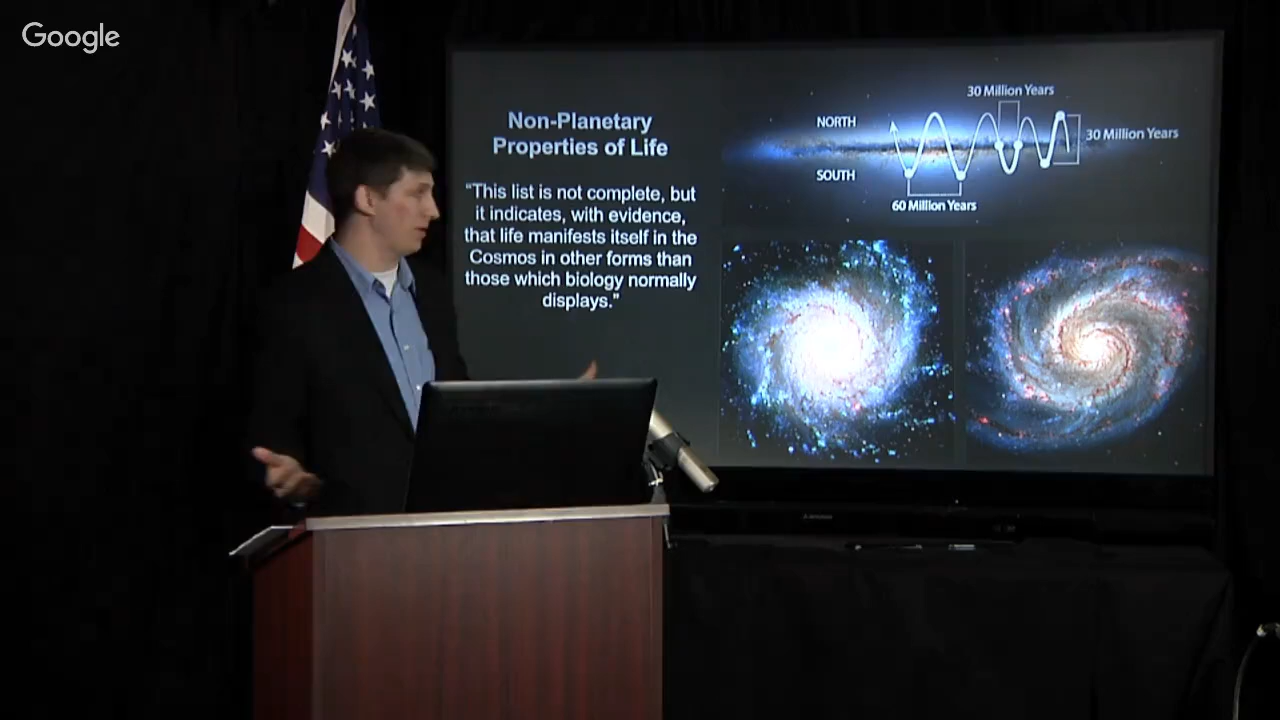 Google
Non-Planetary
Properties of Life
“This list is not complete, but
it indicates, with evidence,
that life manifests itself in the
Cosmos in other forms than
those which biology normally
displays.”
30 Million Years
NORTH
30 Million Years
SOUTH
60 Million Years